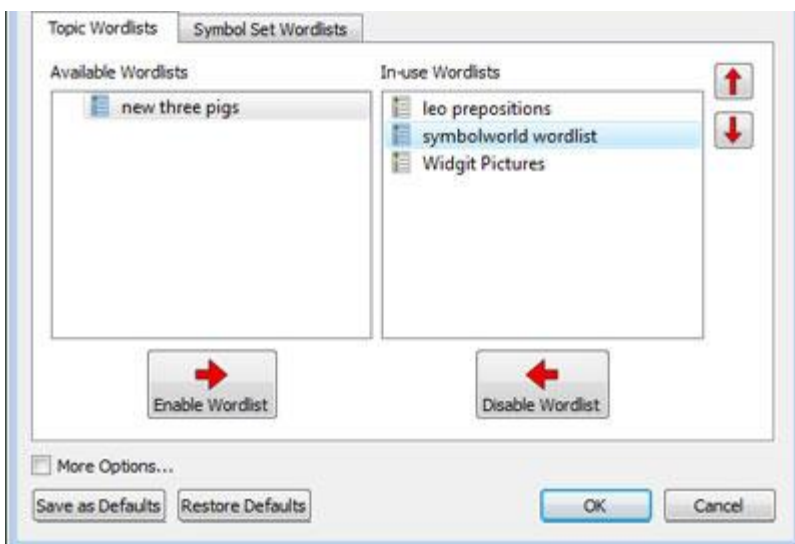 Topic Wordlists Symbol Set Wordlists
Available Wordlists In-use Wordlists
new three pigs leo prepositions
symbolworld wordlist
Widgit Pictures
Enable Wordlist Disable Wordlist
More Options...
Save as Defaults Restore Defaults OK Cancel